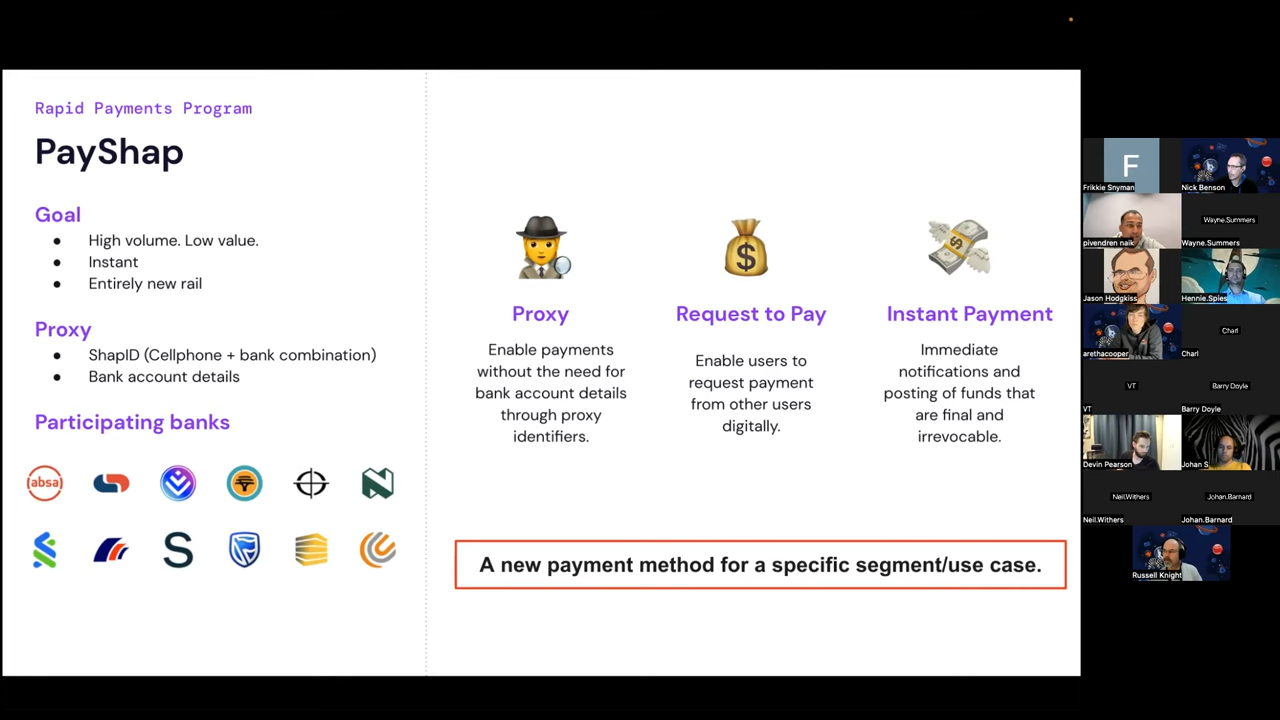 Rapid Payments Program
PayShap
Goal
● High volume. Low value.
● Instant
● Entirely new rail
Proxy
● ShapID (Cellphone + bank combination)
● Bank account details
Participating banks
absa
Proxy
Enable payments
without the need for
bank account details
through proxy
identifiers.
Request to Pay
Enable users to
request payment
from other users
digitally.
Instant Payment
Immediate
notifications and
posting of funds that
are final and
irrevocable.
A new payment method for a specific segment/use case.
F
Frikkie Snyman
Nick Benson
pivendren naik
Wayne.Summers
Wayne.Summers
Jason Hodgkiss
Hennie.Spies
arethacooper
Charl
Charl
VT
VT
Barry Doyle
Barry Doyle
Devin Pearson
Johan S
Neil.Withers
Neil.Withers
Johan.Barnard
Johan.Barnard
Russell Knight